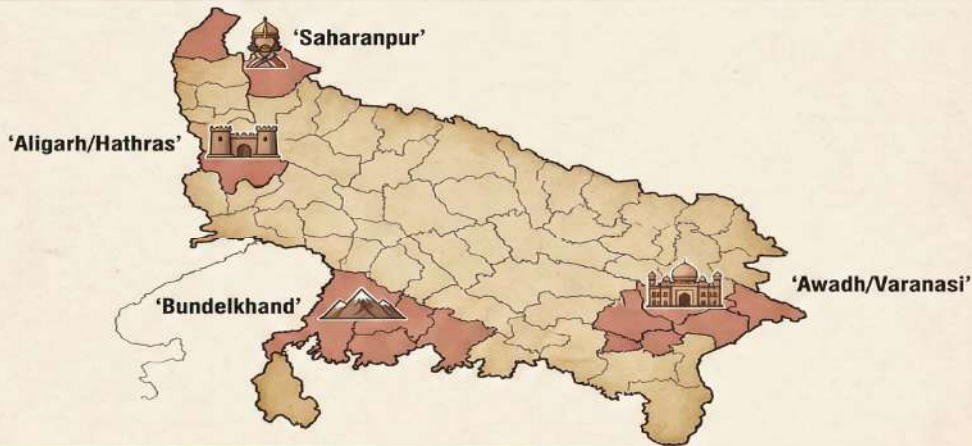 ‘Saharanpur’
‘Aligarh/Hathras’
‘Awadh/Varanasi’
‘Bundelkhand’